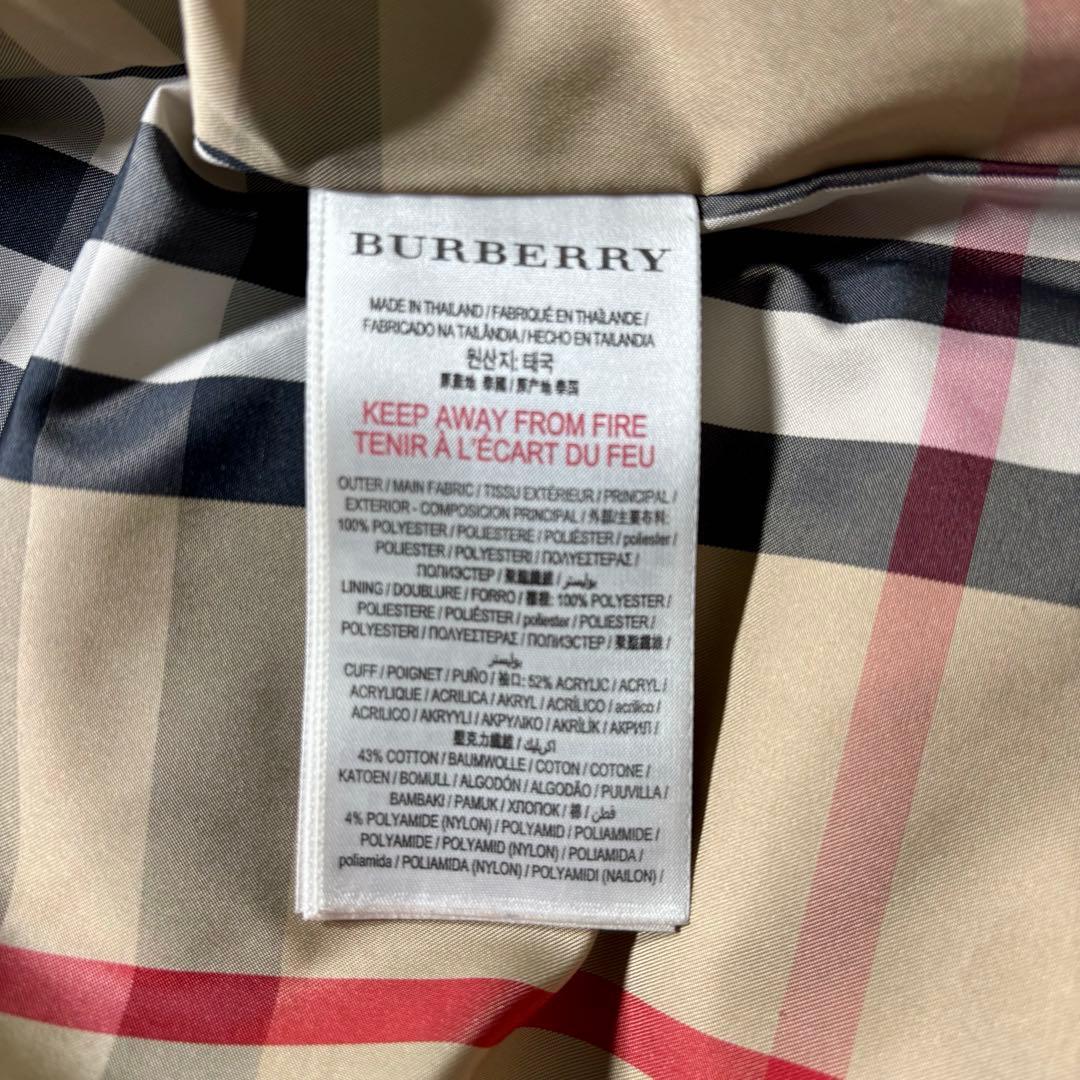 BURBERRY
MADE IN THAILAND / FABRIQUÉ EN THAÏLANDE /
FABRICADO NA TAILÂNDIA / HECHO EN TAILANDIA
원산지: 태국
原產地 泰國 / 原产地 泰国
KEEP AWAY FROM FIRE
TENIR À L'ÉCART DU FEU
OUTER / MAIN FABRIC / TISSU EXTÉRIEUR / PRINCIPAL /
EXTERIOR - COMPOSICION PRINCIPAL / 外部/主要布料:
100% POLYESTER / POLIESTERE / POLIÉSTER / poliester /
POLIESTER / POLYESTERI / ΠΟΛΥΕΣΤΕΡΑΣ /
ПОЛИЭСТЕР / 聚酯纖維 / بوليستر /
LINING / DOUBLURE / FORRO / 100% POLYESTER /
POLIESTERE / POLIÉSTER / poliester / POLIESTER /
POLYESTERI / ΠΟΛΥΕΣΤΕΡΑΣ / ПОЛИЭСТЕР / 聚酯纖維 /
بوليستر
CUFF / POIGNET / PUÑO / 袖口: 52% ACRYLIC / ACRYL /
ACRYLIQUE / ACRILICA / AKRYL / ACRÍLICO / acrilico /
ACRILICO / AKRYYLI / ΑΚΡΥΛΙΚΟ / AKRİLİK / АКРИЛ /
壓克力纖維 / اكريليك /
43% COTTON / BAUMWOLLE / COTON / COTONE /
KATOEN / BOMULL / ALGODÓN / ALGODÃO / PUUVILLA /
BAMBAKI / PAMUK / ХЛОПОК / 棉 / قطن /
4% POLYAMIDE (NYLON) / POLYAMID / POLIAMMIDE /
POLYAMIDE / POLYAMID (NYLON) / POLIAMIDA /
poliamida / POLIAMIDA (NYLON) / POLYAMIDI (NAILON) /